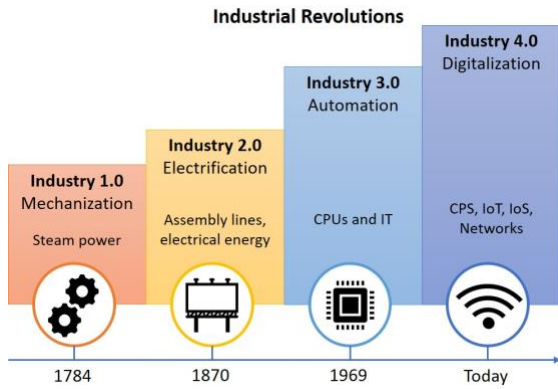 Industrial Revolutions
Industry 1.0
Mechanization
Steam power
Industry 2.0
Electrification
Assembly lines,
electrical energy
Industry 3.0
Automation
CPUs and IT
Industry 4.0
Digitalization
CPS, IoT, IoS,
Networks
1784
1870
1969
Today